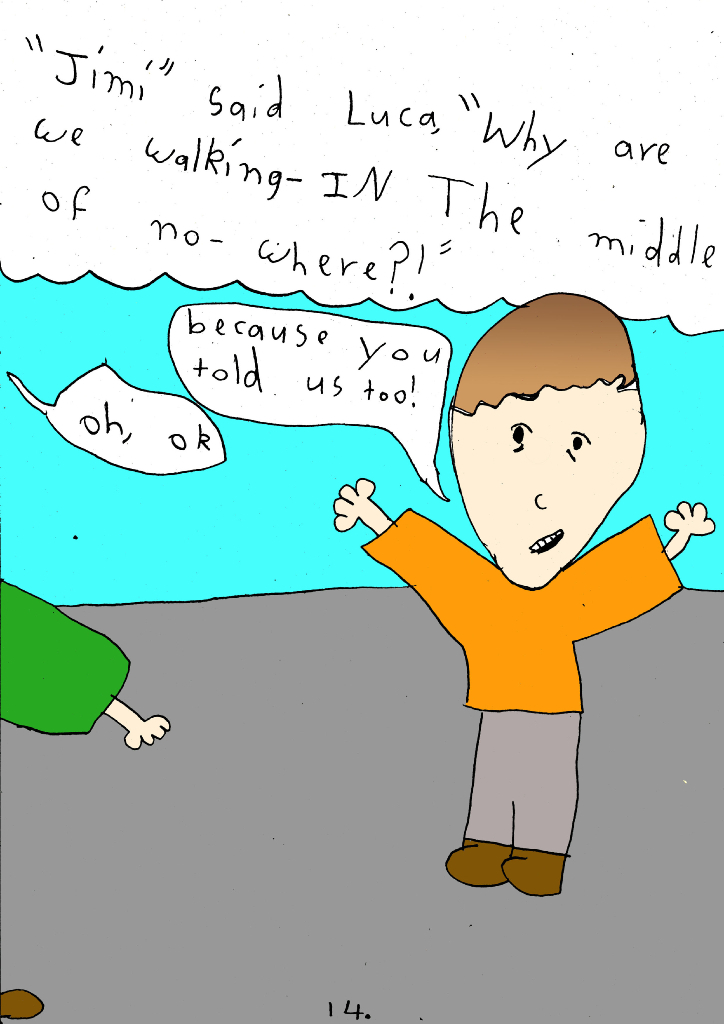 "Jimi" said Luca, "Why are
we walking-IN The middle
of no-where?!"
because you
told us too!
oh, ok
14.